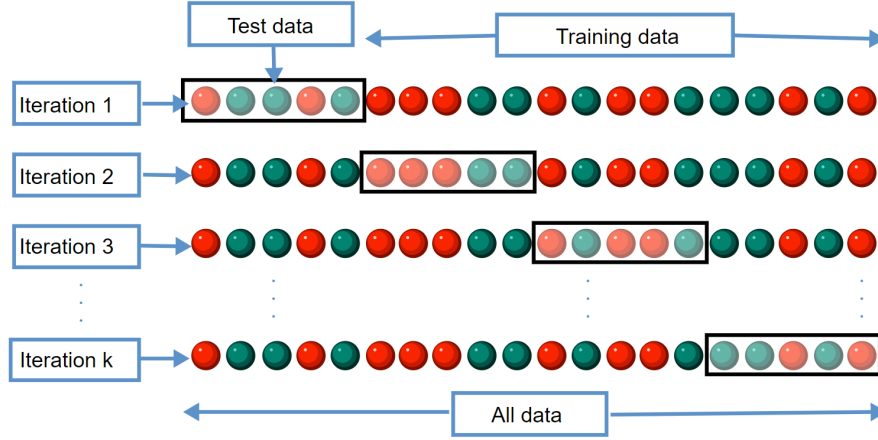 Test data
Training data
Iteration 1
Iteration 2
Iteration 3
Iteration k
All data